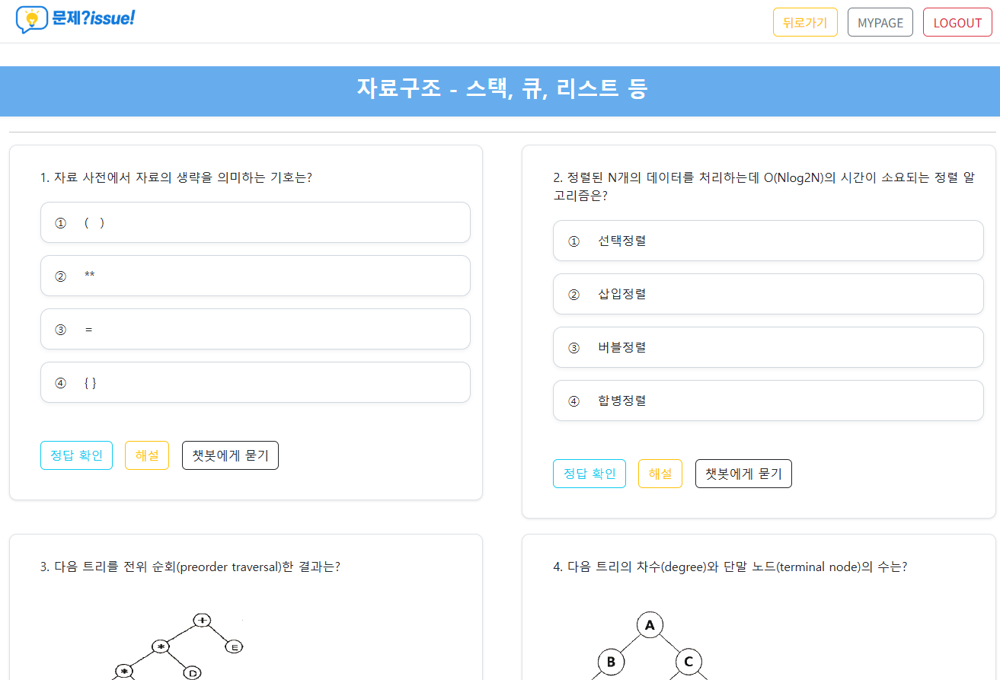 문제?issue!
뒤로가기 MYPAGE LOGOUT
자료구조 - 스택, 큐, 리스트 등
1. 자료 사전에서 자료의 생략을 의미하는 기호는?
① ( )
② **
③ =
④ { }
정답 확인 해설 챗봇에게 묻기
2. 정렬된 N개의 데이터를 처리하는데 O(Nlog2N)의 시간이 소요되는 정렬 알
고리즘은?
① 선택정렬
② 삽입정렬
③ 버블정렬
④ 합병정렬
정답 확인 해설 챗봇에게 묻기
3. 다음 트리를 전위 순회(preorder traversal)한 결과는?
+
* E
* D
4. 다음 트리의 차수(degree)와 단말 노드(terminal node)의 수는?
A
B C